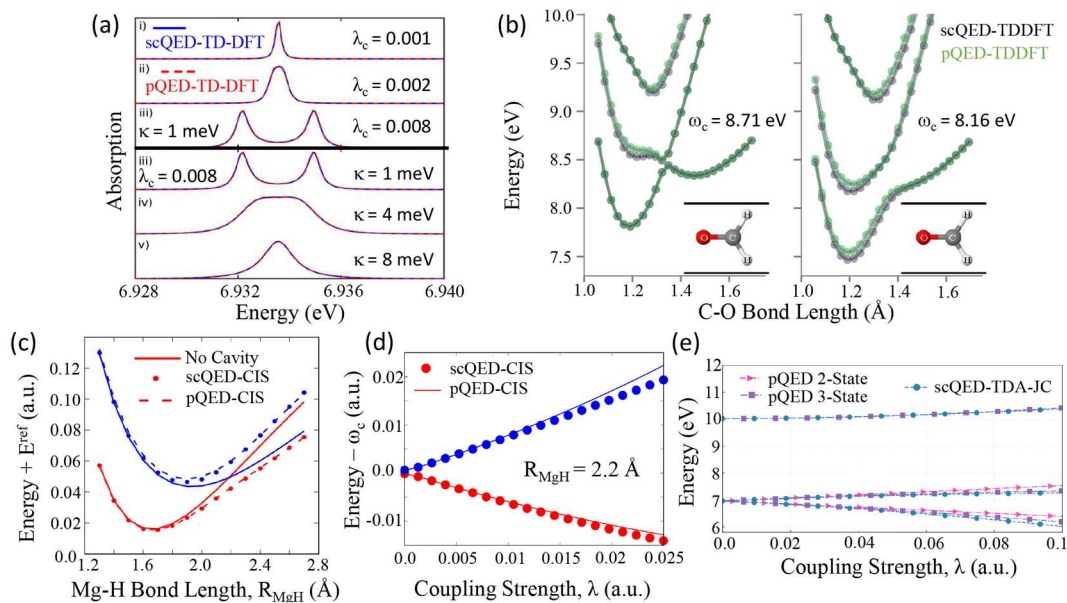 (a)
i)
scQED-TD-DFT
λc = 0.001
ii)
pQED-TD-DFT
λc = 0.002
iii)
κ = 1 meV
λc = 0.008
iii)
λc = 0.008
κ = 1 meV
iv)
κ = 4 meV
v)
κ = 8 meV
Absorption
6.928 6.932 6.936 6.940
Energy (eV)
(b)
scQED-TDDFT
pQED-TDDFT
10.0
9.5
9.0
8.5
8.0
7.5
Energy (eV)
ωc = 8.71 eV
ωc = 8.16 eV
O C H H
O C H H
1.0 1.2 1.4 1.6 1.0 1.2 1.4 1.6
C-O Bond Length (Å)
(c)
No Cavity
scQED-CIS
pQED-CIS
0.12
0.10
0.08
0.06
0.04
0.02
0.0
Energy + E^ref (a.u.)
1.2 1.6 2.0 2.4 2.8
Mg-H Bond Length, R_MgH (Å)
(d)
scQED-CIS
pQED-CIS
0.02
0.01
0.0
-0.01
Energy − ωc (a.u.)
R_MgH = 2.2 Å
0.0 0.005 0.01 0.015 0.02 0.025
Coupling Strength, λ (a.u.)
(e)
pQED 2-State
pQED 3-State
scQED-TDA-JC
12
11
10
9
8
7
6
Energy (eV)
0.0 0.02 0.04 0.06 0.08 0.1
Coupling Strength, λ (a.u.)